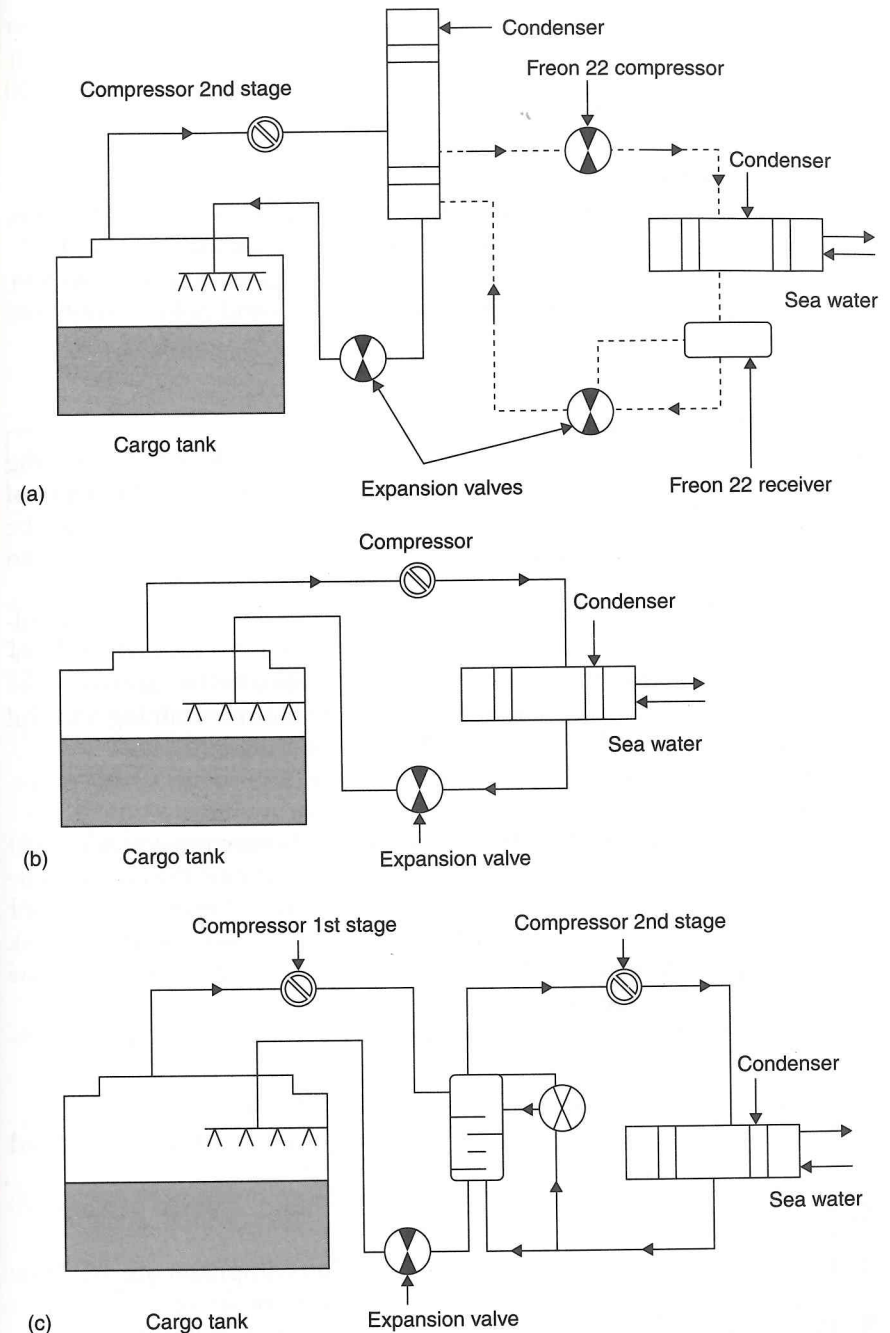 Condenser
Freon 22 compressor
Compressor 2nd stage
Condenser
Sea water
Cargo tank
Expansion valves
Freon 22 receiver
(a)
Compressor
Condenser
Sea water
Cargo tank
Expansion valve
(b)
Compressor 1st stage
Compressor 2nd stage
Condenser
Sea water
Cargo tank
Expansion valve
(c)